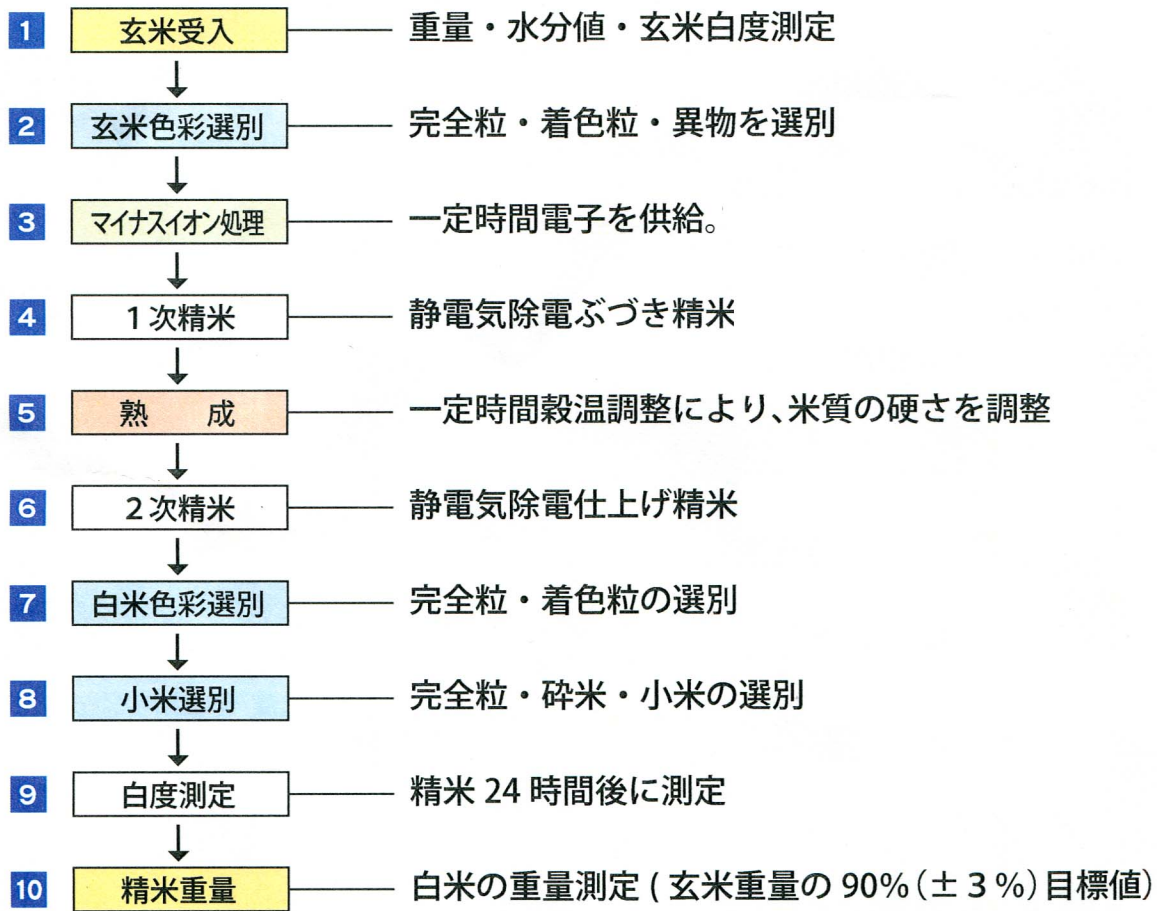 1 玄米受入 重量・水分値・玄米白度測定
2 玄米色彩選別 完全粒・着色粒・異物を選別
3 マイナスイオン処理 一定時間電子を供給。
4 1次精米 静電気除電ぶづき精米
5 熟　成 一定時間穀温調整により、米質の硬さを調整
6 2次精米 静電気除電仕上げ精米
7 白米色彩選別 完全粒・着色粒の選別
8 小米選別 完全粒・砕米・小米の選別
9 白度測定 精米 24 時間後に測定
10 精米重量 白米の重量測定 ( 玄米重量の 90%（± 3 %）目標値）